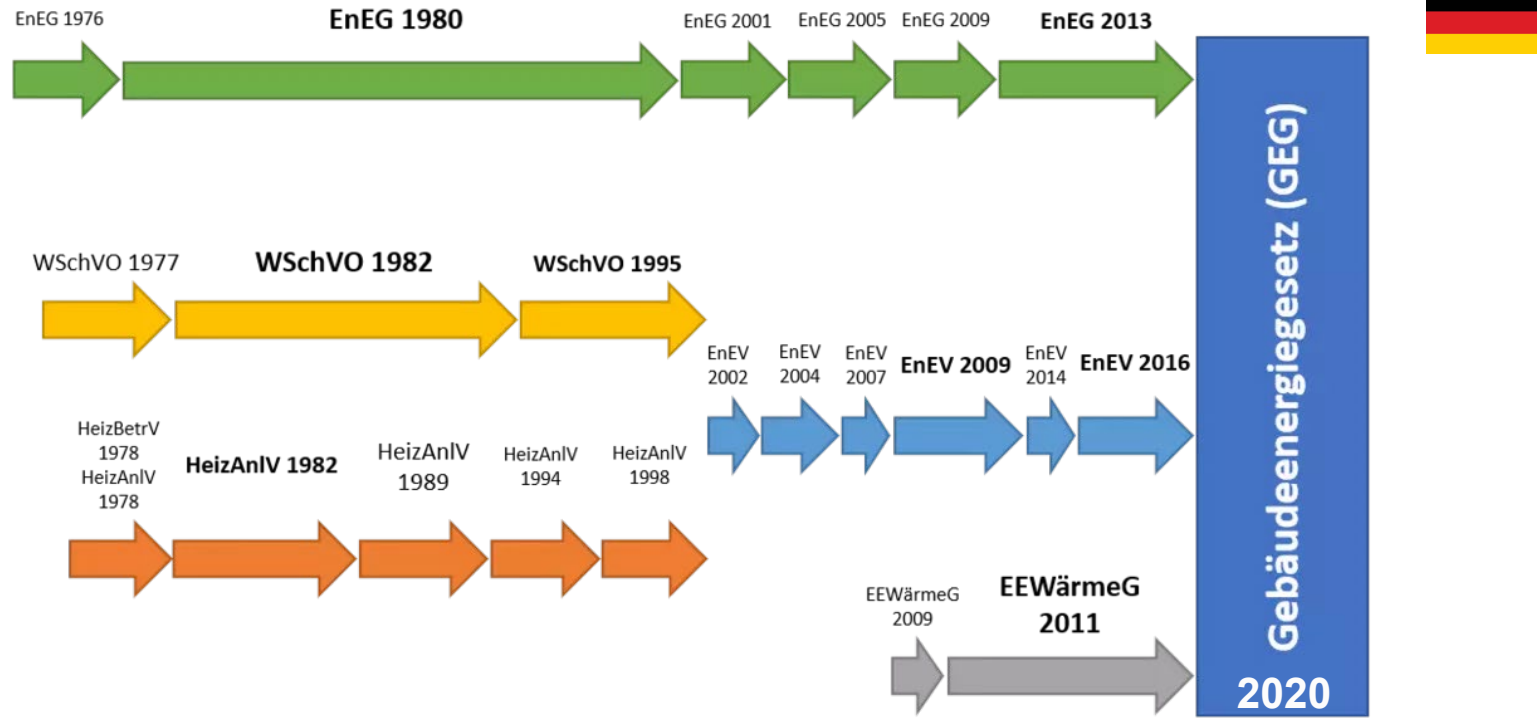 EnEG 1976
EnEG 1980
EnEG 2001
EnEG 2005
EnEG 2009
EnEG 2013
WSchVO 1977
WSchVO 1982
WSchVO 1995
EnEV
2002
EnEV
2004
EnEV
2007
EnEV 2009
EnEV
2014
EnEV 2016
HeizBetrV
1978
HeizAnlV
1978
HeizAnlV 1982
HeizAnlV
1989
HeizAnlV
1994
HeizAnlV
1998
EEWärmeG
2009
EEWärmeG
2011
Gebäudeenergiegesetz (GEG)
2020